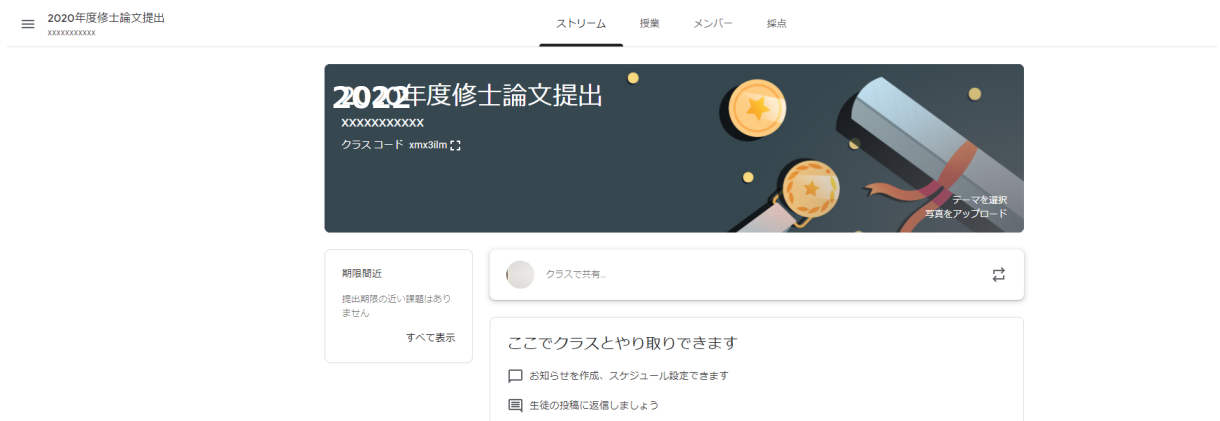 2020年度修士論文提出
xxxxxxxxxxx
ストリーム 授業 メンバー 採点
2022年度修士論文提出
xxxxxxxxxxx
クラス コード xmx3ilm
テーマを選択
写真をアップロード
期限間近
提出期限の近い課題はあり
ません
すべて表示
クラスで共有...
ここでクラスとやり取りできます
お知らせを作成、スケジュール設定できます
生徒の投稿に返信しましょう